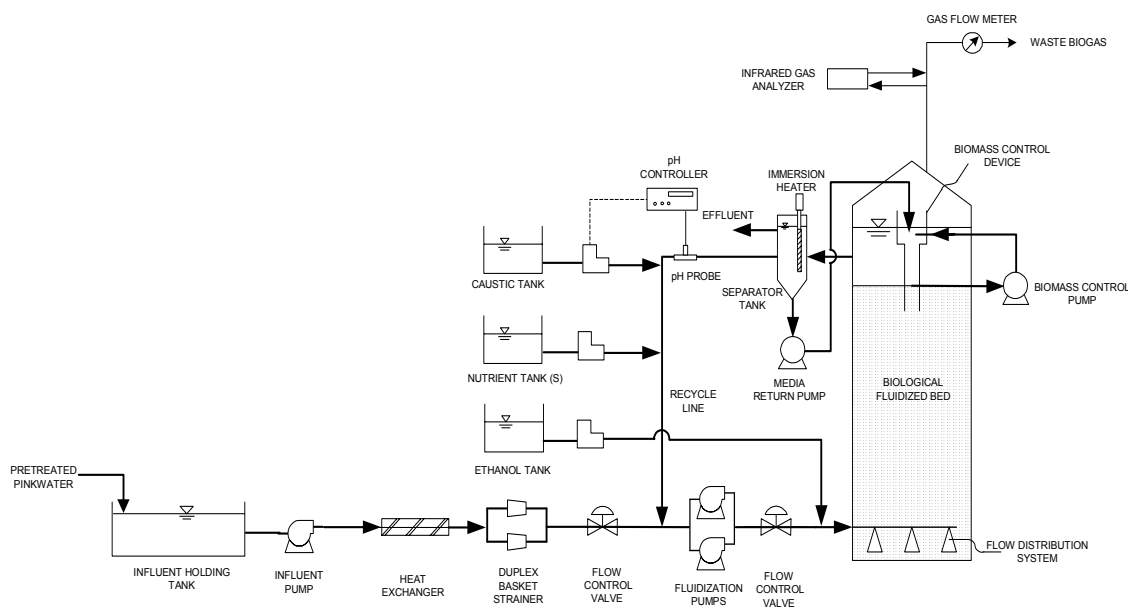 GAS FLOW METER
WASTE BIOGAS
INFRARED GAS
ANALYZER
BIOMASS CONTROL
DEVICE
pH
CONTROLLER
IMMERSION
HEATER
EFFLUENT
CAUSTIC TANK
pH PROBE
SEPARATOR
TANK
BIOMASS CONTROL
PUMP
NUTRIENT TANK (S)
RECYCLE
LINE
MEDIA
RETURN PUMP
BIOLOGICAL
FLUIDIZED BED
ETHANOL TANK
PRETREATED
PINKWATER
INFLUENT HOLDING
TANK
INFLUENT
PUMP
HEAT
EXCHANGER
DUPLEX
BASKET
STRAINER
FLOW
CONTROL
VALVE
FLUIDIZATION
PUMPS
FLOW
CONTROL
VALVE
FLOW DISTRIBUTION
SYSTEM